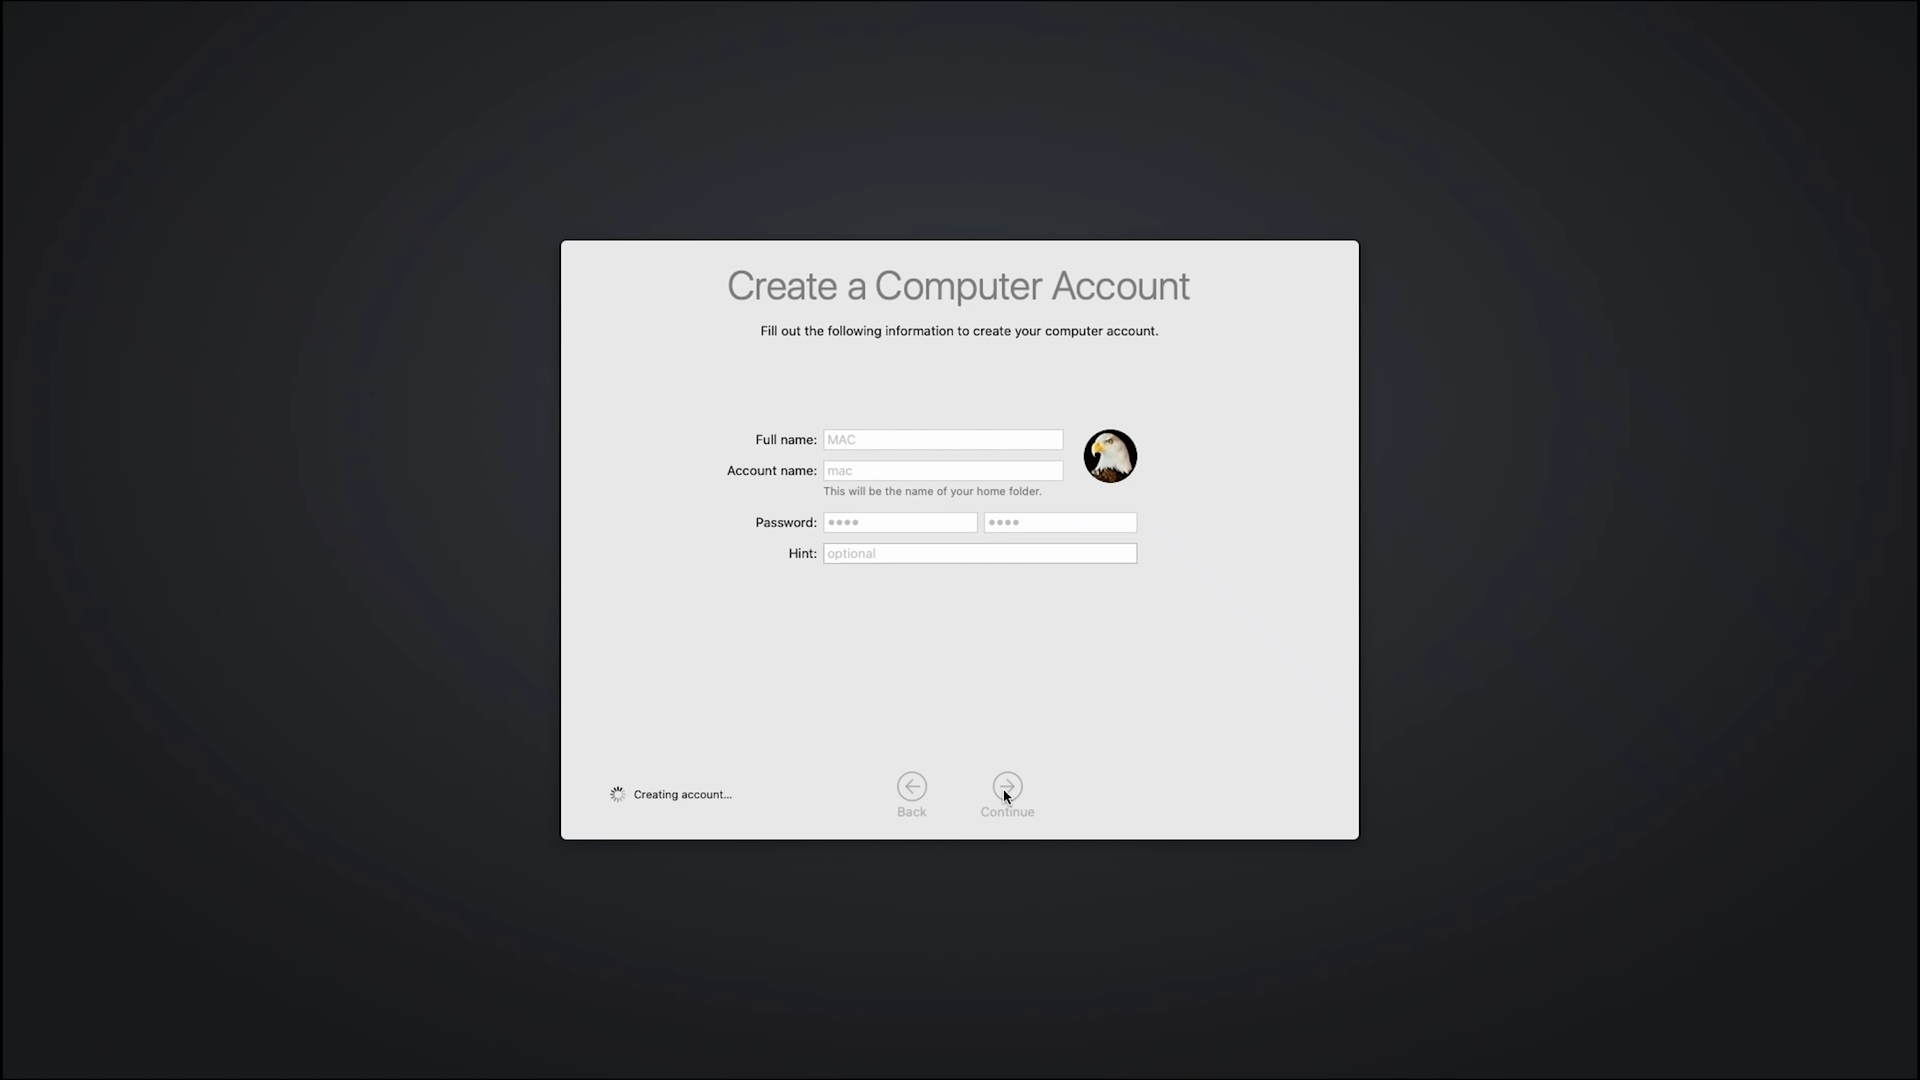 Create a Computer Account
Fill out the following information to create your computer account.
Full name: MAC
Account name: mac
This will be the name of your home folder.
Password: •••• ••••
Hint: optional
Creating account...
Back Continue